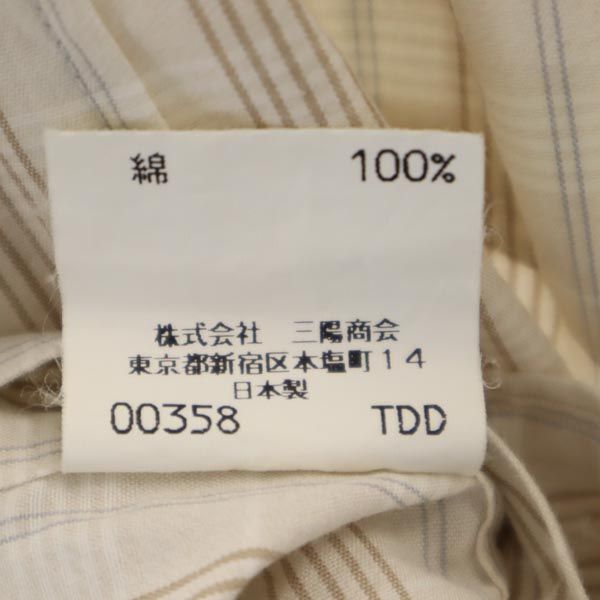 綿 100%
株式会社 三陽商会
東京都新宿区本塩町14
日本製
00358 TDD